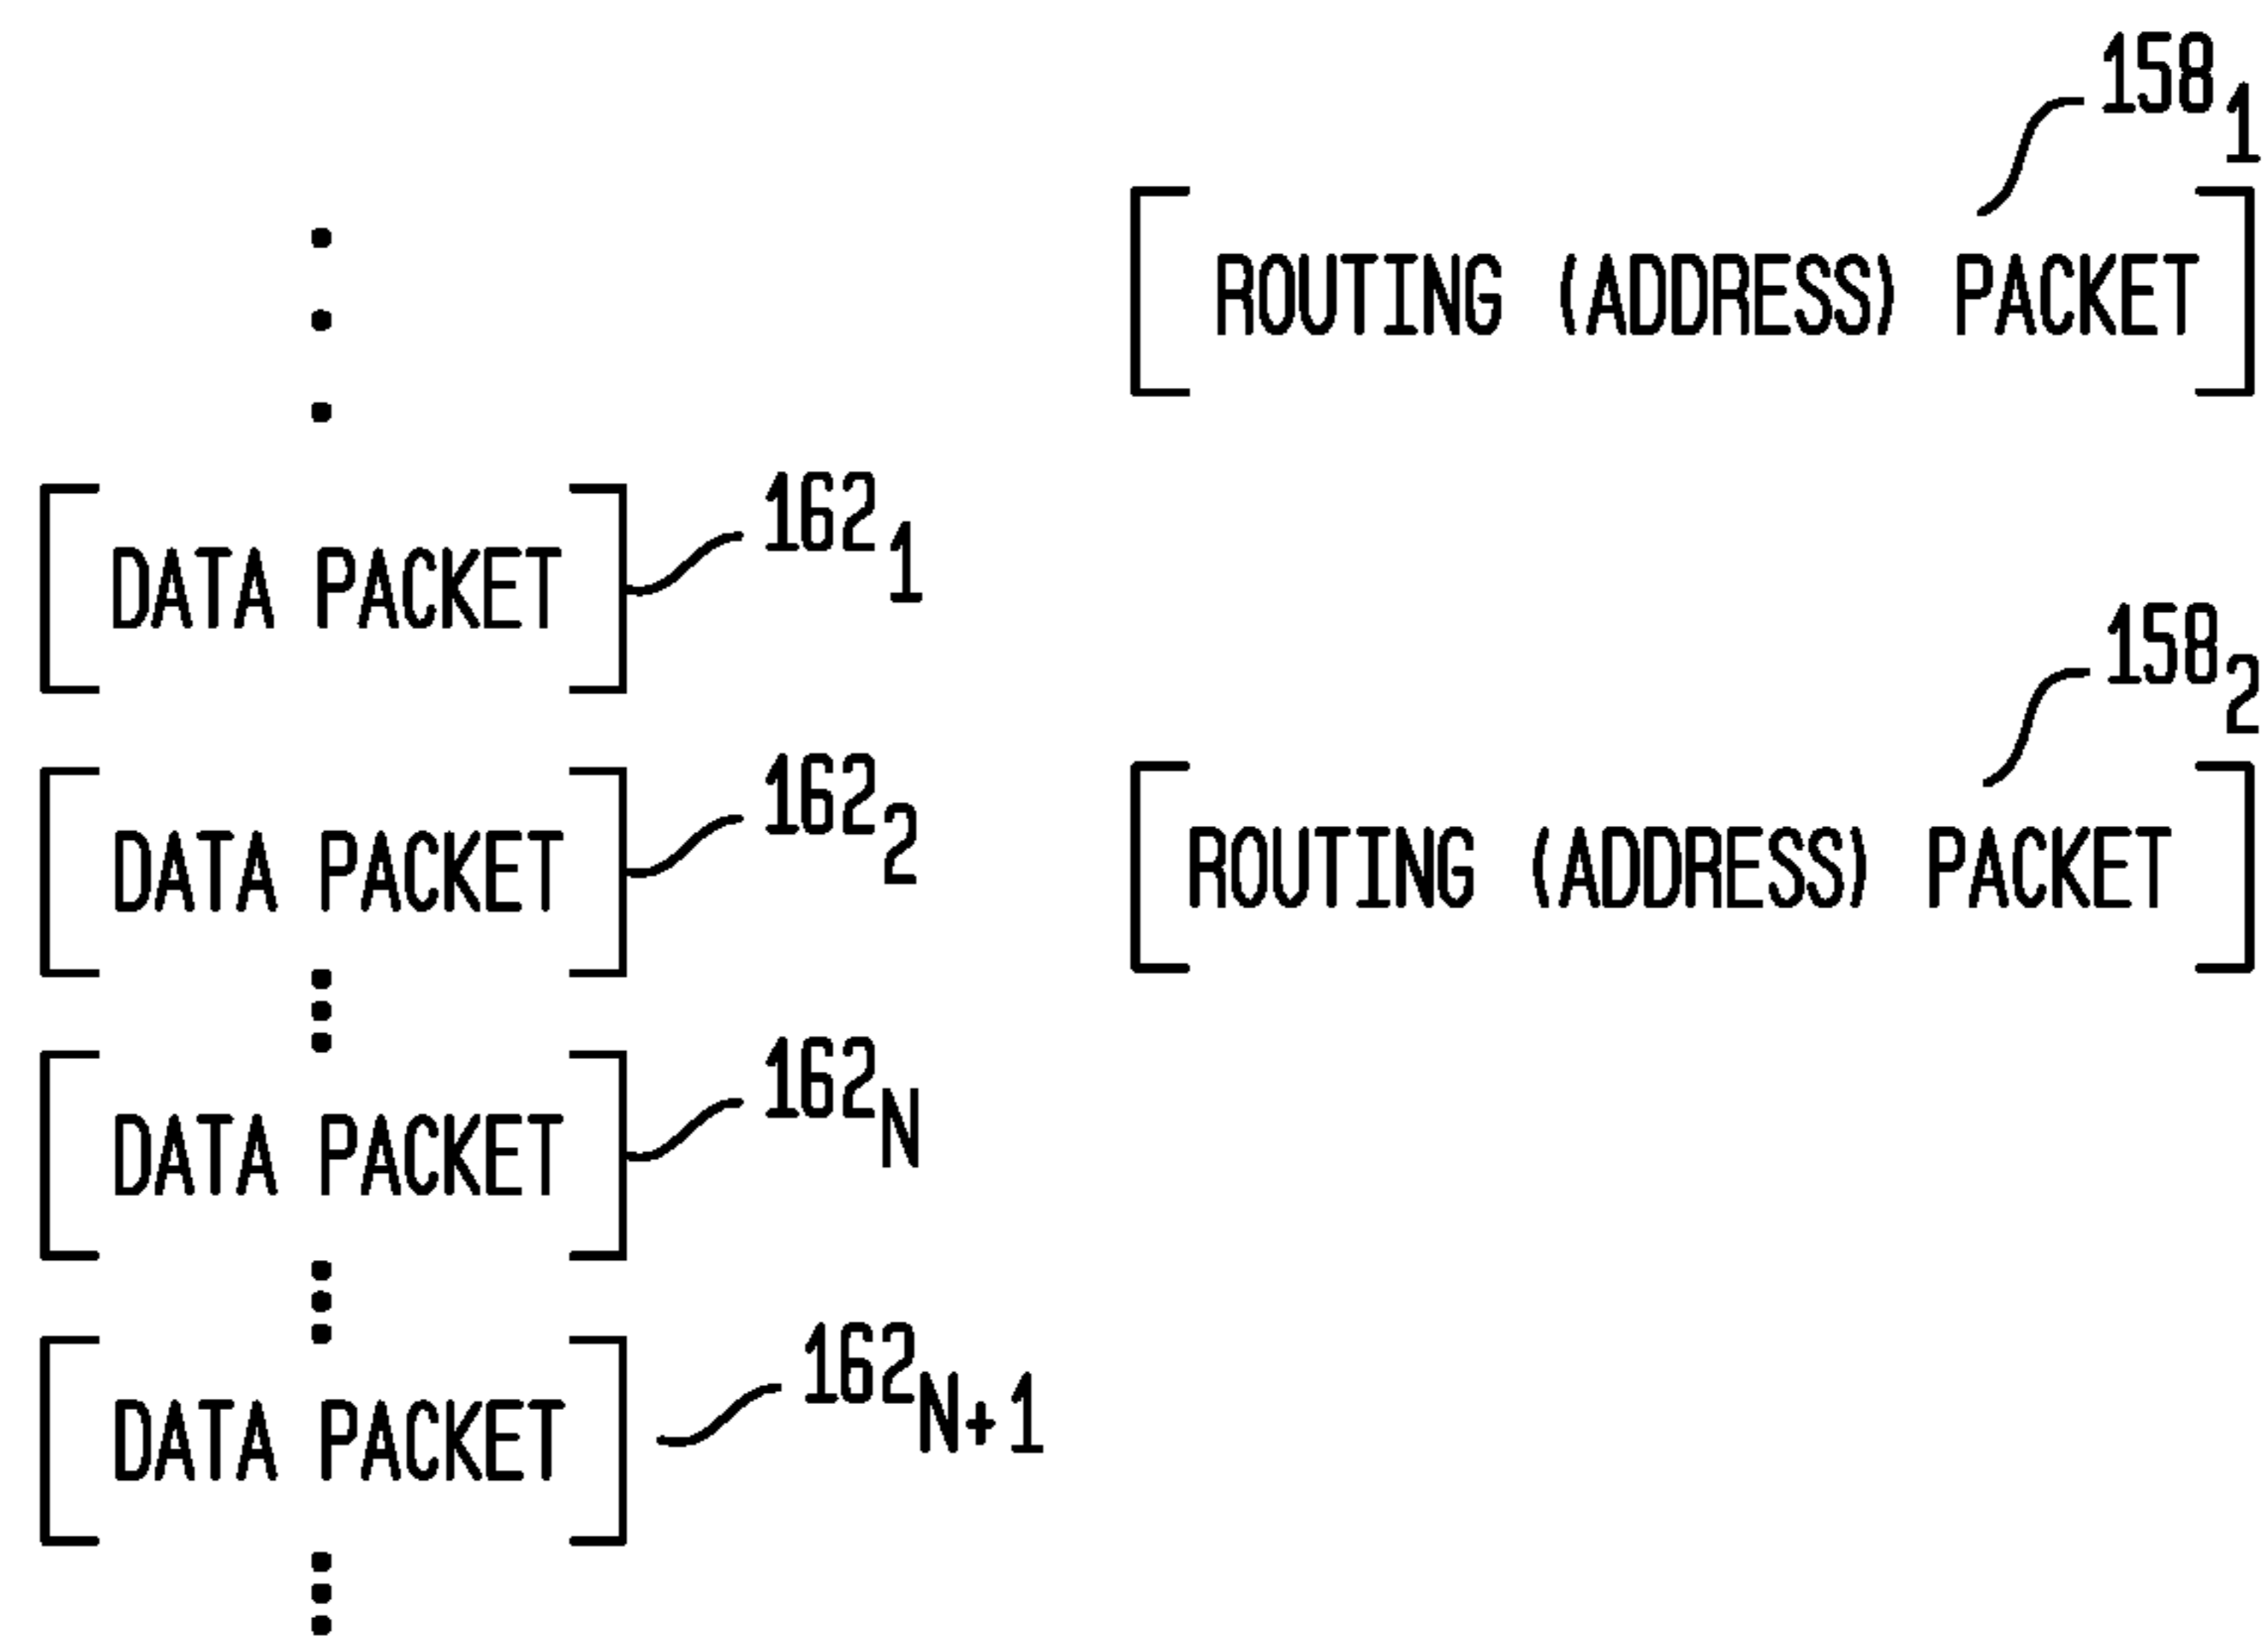 158₁
ROUTING (ADDRESS) PACKET
162₁
DATA PACKET
158₂
162₂
DATA PACKET
ROUTING (ADDRESS) PACKET
162N
DATA PACKET
162N+1
DATA PACKET